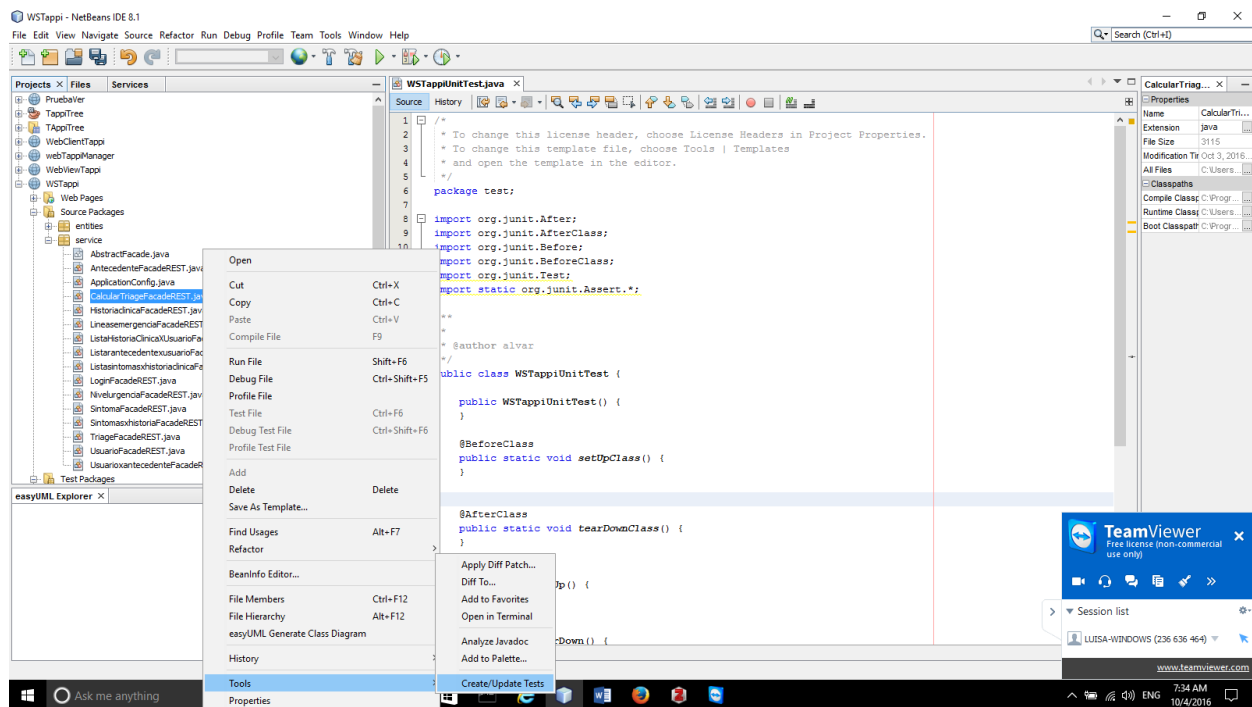 WSTappi - NetBeans IDE 8.1
File Edit View Navigate Source Refactor Run Debug Profile Team Tools Window Help
Search (Ctrl+I)
Projects Files Services
PruebaVer
TappiTree
TAppiTree
WebClientTappi
webTappiManager
WebViewTappi
WSTappi
Web Pages
Source Packages
entities
service
AbstractFacade.java
AntecedenteFacadeREST.java
ApplicationConfig.java
CalcularTriageFacadeREST.jav
HistoriaclinicaFacadeREST.jav
LineasemergenciaFacadeREST
ListaHistoriaClinicaXUsuarioFa
ListarantecedentexusuarioFac
ListasintomasxhistoriaclinicaFa
LoginFacadeREST.java
NivelurgenciaFacadeREST.jav
SintomaFacadeREST.java
SintomasxhistoriaFacadeREST
TriageFacadeREST.java
UsuarioFacadeREST.java
UsuarioxantecedenteFacadeR
Test Packages
easyUML Explorer
Open
Cut Ctrl+X
Copy Ctrl+C
Paste Ctrl+V
Compile File F9
Run File Shift+F6
Debug File Ctrl+Shift+F5
Profile File
Test File Ctrl+F6
Debug Test File Ctrl+Shift+F6
Profile Test File
Add
Delete Delete
Save As Template...
Find Usages Alt+F7
Refactor
BeanInfo Editor...
File Members Ctrl+F12
File Hierarchy Alt+F12
easyUML Generate Class Diagram
History
Tools
Properties
Apply Diff Patch...
Diff To...
Add to Favorites
Open in Terminal
Analyze Javadoc
Add to Palette...
Create/Update Tests
WSTappiUnitTest.java
Source History
1 /*
2 * To change this license header, choose License Headers in Project Properties.
3 * To change this template file, choose Tools | Templates
4 * and open the template in the editor.
5 */
6 package test;
7
8 import org.junit.After;
9 import org.junit.AfterClass;
10 import org.junit.Before;
mport org.junit.BeforeClass;
mport org.junit.Test;
mport static org.junit.Assert.*;
**
*
* @author alvar
*/
ublic class WSTappiUnitTest {
public WSTappiUnitTest() {
}
@BeforeClass
public static void setUpClass() {
}
@AfterClass
public static void tearDownClass() {
}
Up() {
rDown() {
CalcularTriag...
Properties
Name CalcularTri...
Extension java
File Size 3115
Modification Tir Oct 3, 2016...
All Files C:\Users...
Classpaths
Compile Classp C:\Progr...
Runtime Classp C:\Users...
Boot Classpath C:\Progr...
TeamViewer
Free license (non-commercial
use only)
Session list
LUISA-WINDOWS (236 636 464)
www.teamviewer.com
Ask me anything
ENG
7:34 AM
10/4/2016